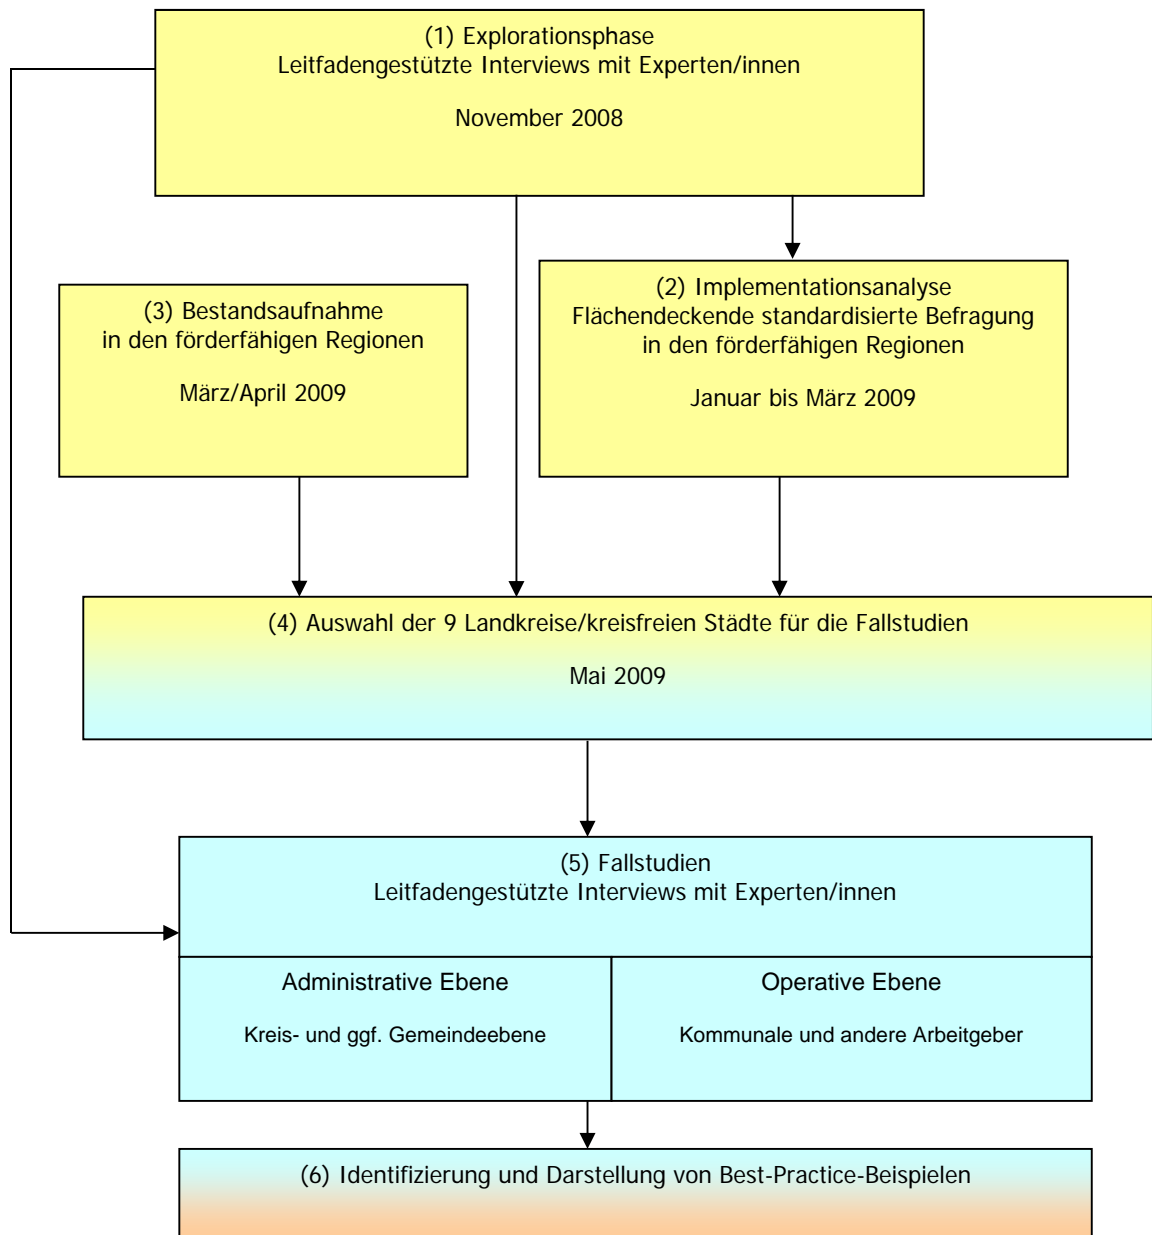 (1) Explorationsphase
Leitfadengestützte Interviews mit Experten/innen
November 2008
(2) Implementationsanalyse
Flächendeckende standardisierte Befragung
in den förderfähigen Regionen
Januar bis März 2009
(3) Bestandsaufnahme
in den förderfähigen Regionen
März/April 2009
(4) Auswahl der 9 Landkreise/kreisfreien Städte für die Fallstudien
Mai 2009
(5) Fallstudien
Leitfadengestützte Interviews mit Experten/innen
Administrative Ebene
Kreis- und ggf. Gemeindeebene
Operative Ebene
Kommunale und andere Arbeitgeber
(6) Identifizierung und Darstellung von Best-Practice-Beispielen